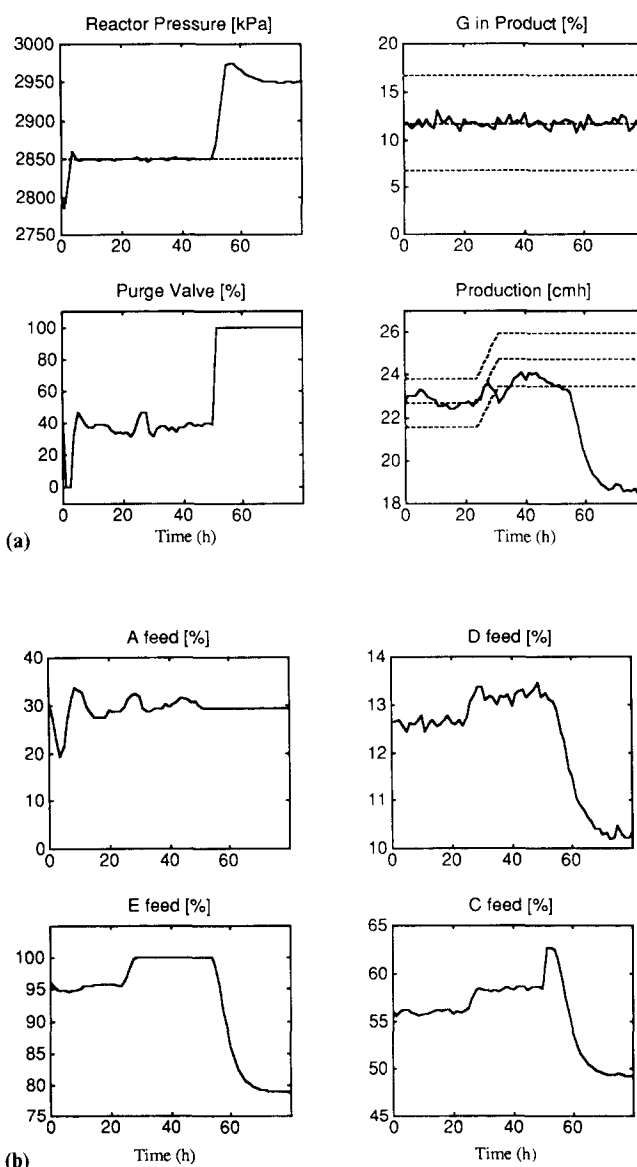 Reactor Pressure [kPa]
3000
2950
2900
2850
2800
2750
0 20 40 60
G in Product [%]
20
15
10
5
0
0 20 40 60
Purge Valve [%]
100
80
60
40
20
0
0 20 40 60
Time (h)
Production [cmh]
26
24
22
20
18
0 20 40 60
Time (h)
(a)
A feed [%]
40
30
20
10
0
0 20 40 60
D feed [%]
14
13
12
11
10
0 20 40 60
E feed [%]
100
95
90
85
80
75
0 20 40 60
Time (h)
C feed [%]
65
60
55
50
45
0 20 40 60
Time (h)
(b)